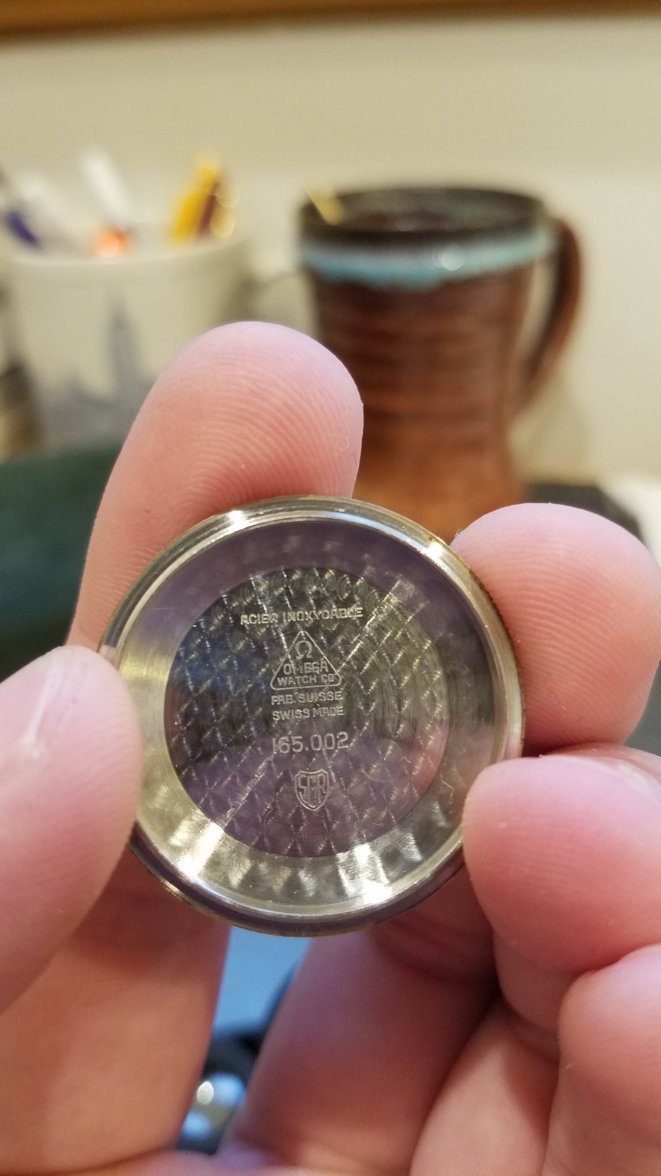 ACIER INOXYDABLE
Ω
OMEGA
WATCH CO
FAB. SUISSE
SWISS MADE
165.002